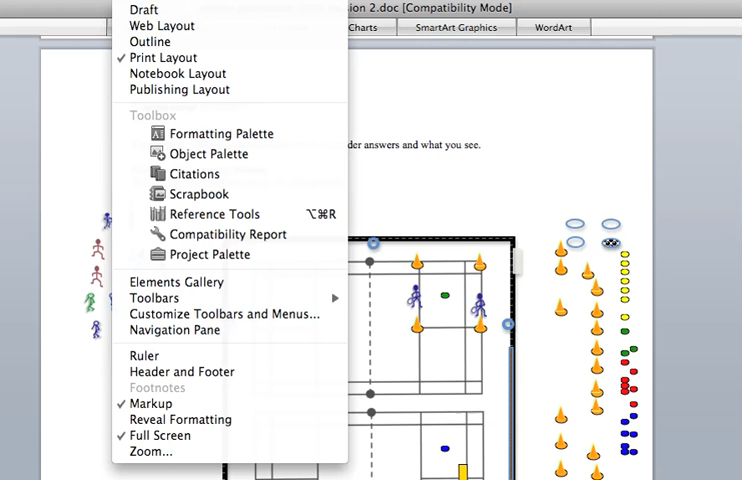 Draft
sion 2.doc [Compatibility Mode]
Web Layout
Charts
SmartArt Graphics
WordArt
Outline
Print Layout
Notebook Layout
Publishing Layout
Toolbox
Formatting Palette
der answers and what you see.
Object Palette
Citations
Scrapbook
Reference Tools ⌥⌘R
Compatibility Report
Project Palette
Elements Gallery
Toolbars
Customize Toolbars and Menus...
Navigation Pane
Ruler
Header and Footer
Footnotes
Markup
Reveal Formatting
Full Screen
Zoom...